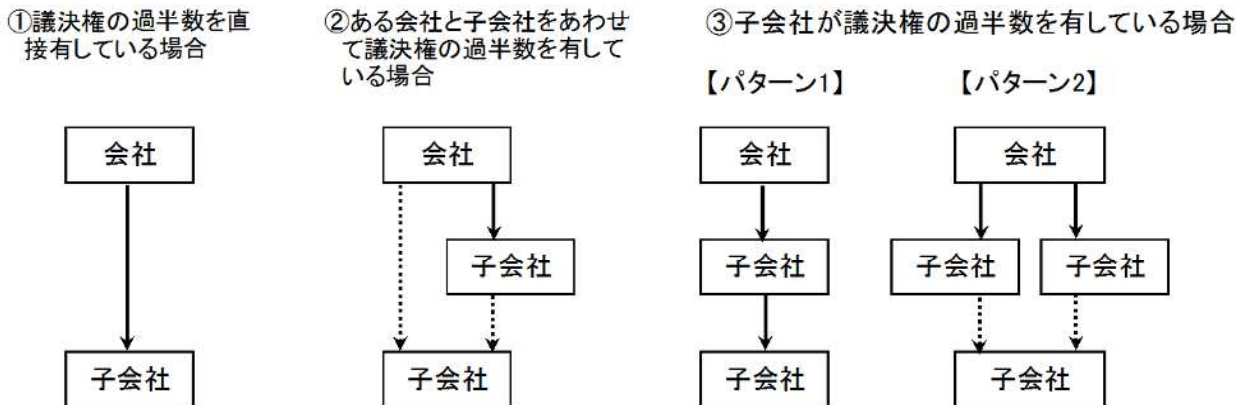 ①議決権の過半数を直
接有している場合
②ある会社と子会社をあわせ
て議決権の過半数を有して
いる場合
③子会社が議決権の過半数を有している場合
【パターン1】
【パターン2】
会社
子会社
会社
子会社
子会社
会社
子会社
子会社
会社
子会社
子会社
子会社